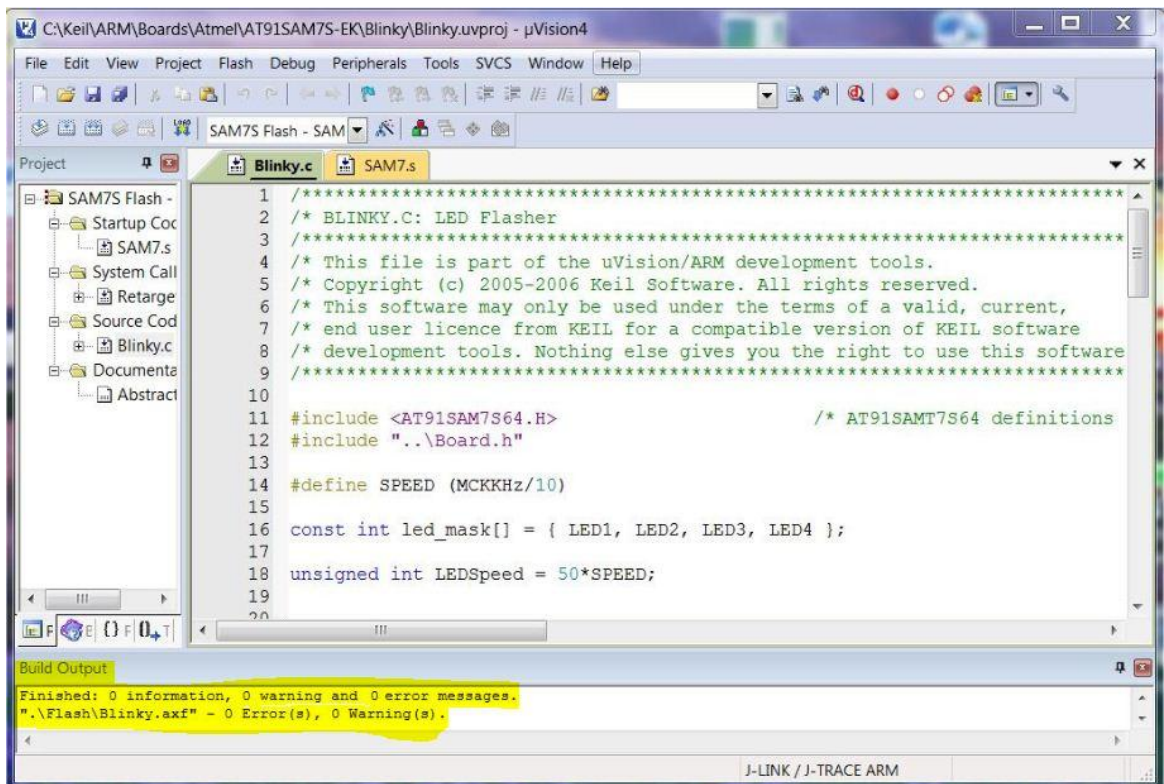 C:\Keil\ARM\Boards\Atmel\AT91SAM7S-EK\Blinky\Blinky.uvproj - µVision4
File Edit View Project Flash Debug Peripherals Tools SVCS Window Help
SAM7S Flash - SAM
Project
Blinky.c SAM7.s
SAM7S Flash -
Startup Coc
SAM7.s
System Call
Retarge
Source Cod
Blinky.c
Documenta
Abstract
1 /***************************************************************************
2 /* BLINKY.C: LED Flasher
3 /***************************************************************************
4 /* This file is part of the uVision/ARM development tools.
5 /* Copyright (c) 2005-2006 Keil Software. All rights reserved.
6 /* This software may only be used under the terms of a valid, current,
7 /* end user licence from KEIL for a compatible version of KEIL software
8 /* development tools. Nothing else gives you the right to use this software
9 /***************************************************************************
10
11 #include <AT91SAM7S64.H> /* AT91SAMT7S64 definitions
12 #include "..\Board.h"
13
14 #define SPEED (MCKKHz/10)
15
16 const int led_mask[] = { LED1, LED2, LED3, LED4 };
17
18 unsigned int LEDSpeed = 50*SPEED;
19
20
F E {} F 0 T
Build Output
Finished: 0 information, 0 warning and 0 error messages.
".\Flash\Blinky.axf" - 0 Error(s), 0 Warning(s).
J-LINK / J-TRACE ARM